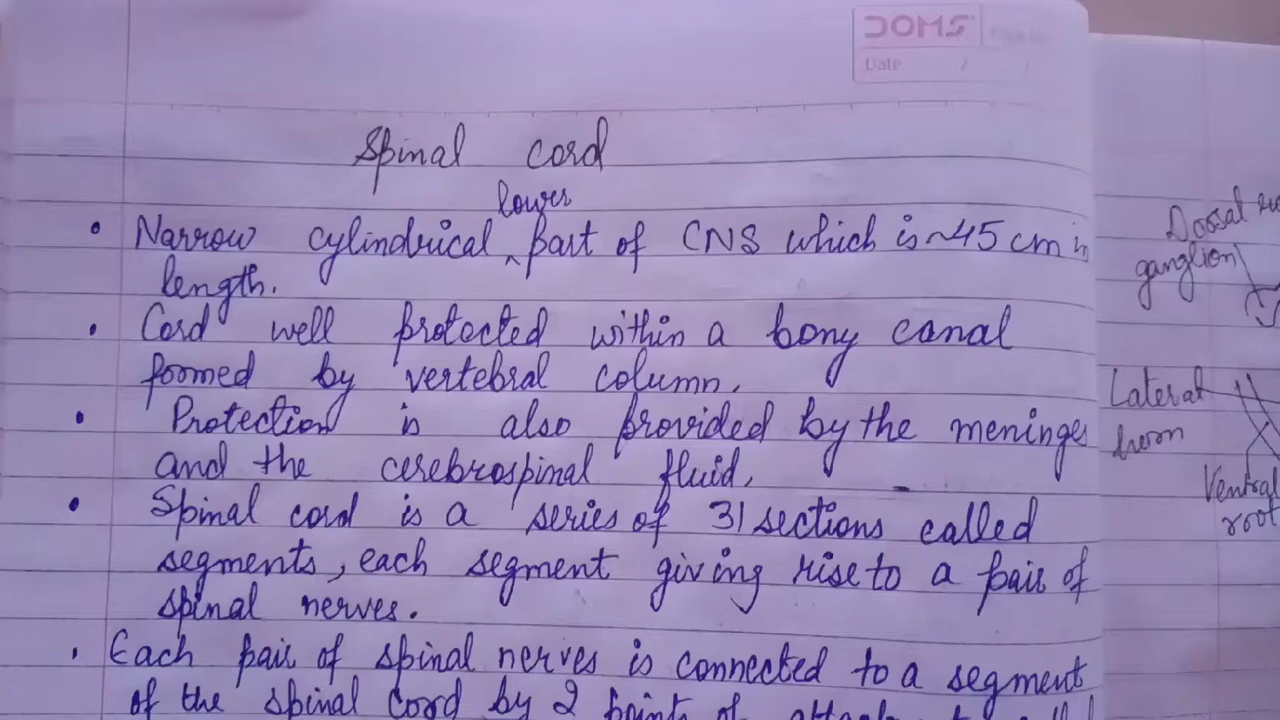 DOMS
Date / /
Spinal cord
lower
• Narrow cylindrical ^ part of CNS which is ~45 cm in
length.
• Cord well protected within a bony canal
formed by vertebral column.
• Protection is also provided by the meninges
and the cerebrospinal fluid.
• Spinal cord is a series of 31 sections called
segments, each segment giving rise to a pair of
spinal nerves.
• Each pair of spinal nerves is connected to a segment
of the spinal cord by 2 points of
Dorsal
ganglion
Lateral
horn
Ventral
root